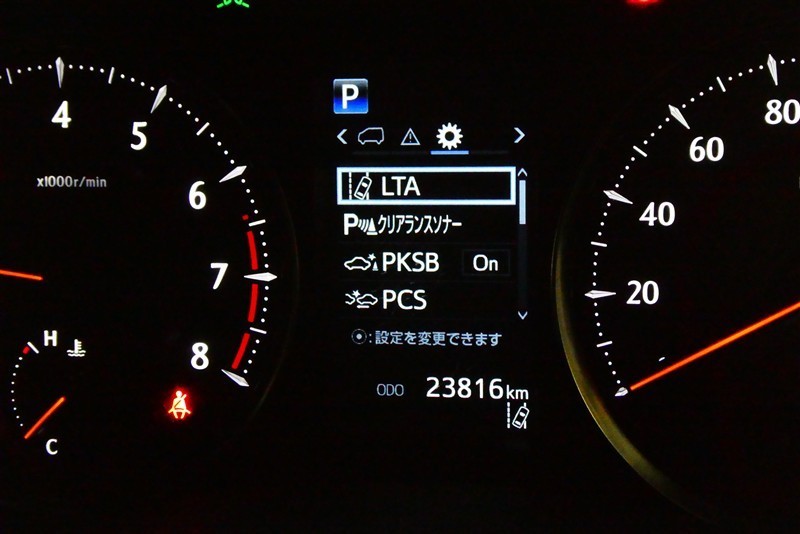 4
5
6
7
8
x1000r/min
H
C
P
LTA
Pクリアランスソナー
PKSB On
PCS
:設定を変更できます
ODO 23816km
80
60
40
20